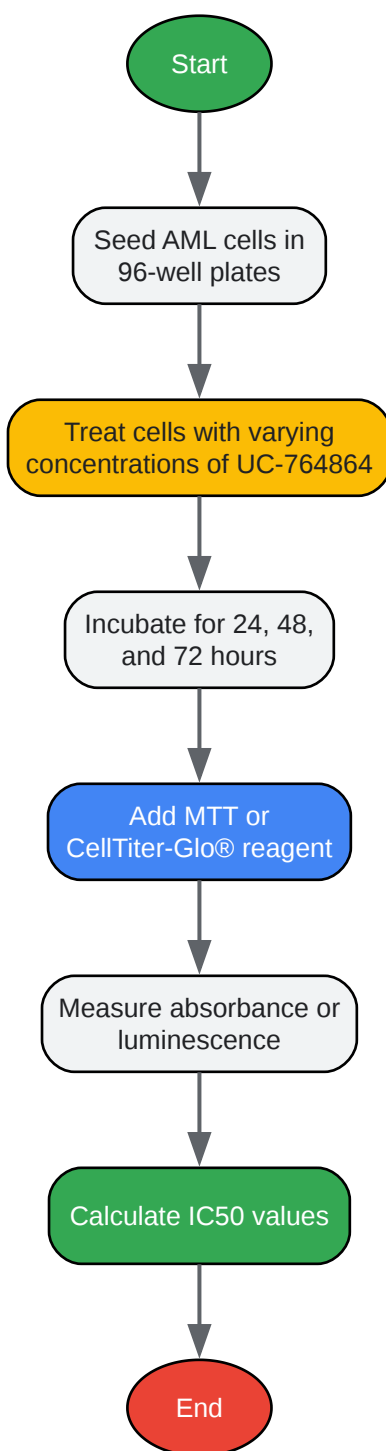 Start
Seed AML cells in
96-well plates
Treat cells with varying
concentrations of UC-764864
Incubate for 24, 48,
and 72 hours
Add MTT or
CellTiter-Glo® reagent
Measure absorbance or
luminescence
Calculate IC50 values
End